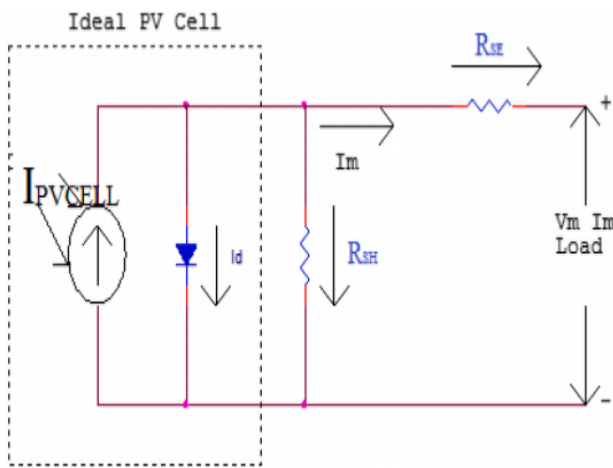 Ideal PV Cell
RSE
+
Im
IPVCELL
Id
RSH
Vm Im
Load
-